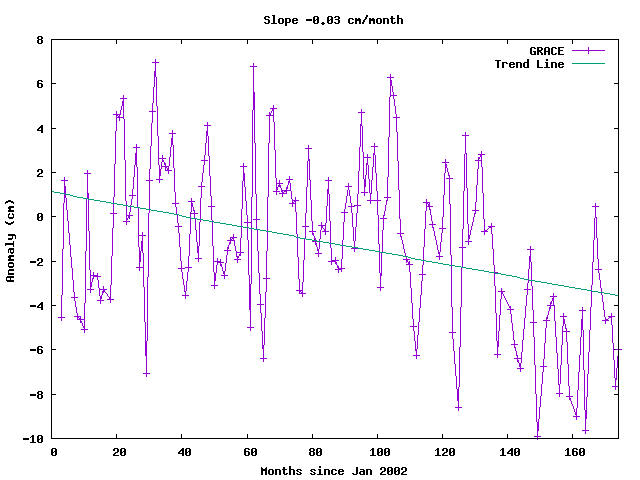 Slope -0.03 cm/month
GRACE
Trend Line
8
6
4
2
0
-2
-4
-6
-8
-10
Anomaly (cm)
0 20 40 60 80 100 120 140 160
Months since Jan 2002